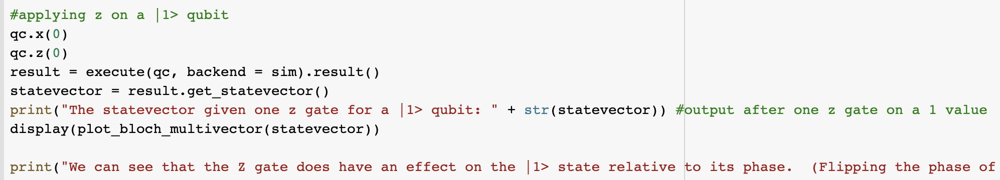 #applying z on a |1> qubit
qc.x(0)
qc.z(0)
result = execute(qc, backend = sim).result()
statevector = result.get_statevector()
print("The statevector given one z gate for a |1> qubit: " + str(statevector)) #output after one z gate on a 1 value
display(plot_bloch_multivector(statevector))
print("We can see that the Z gate does have an effect on the |1> state relative to its phase.  (Flipping the phase of